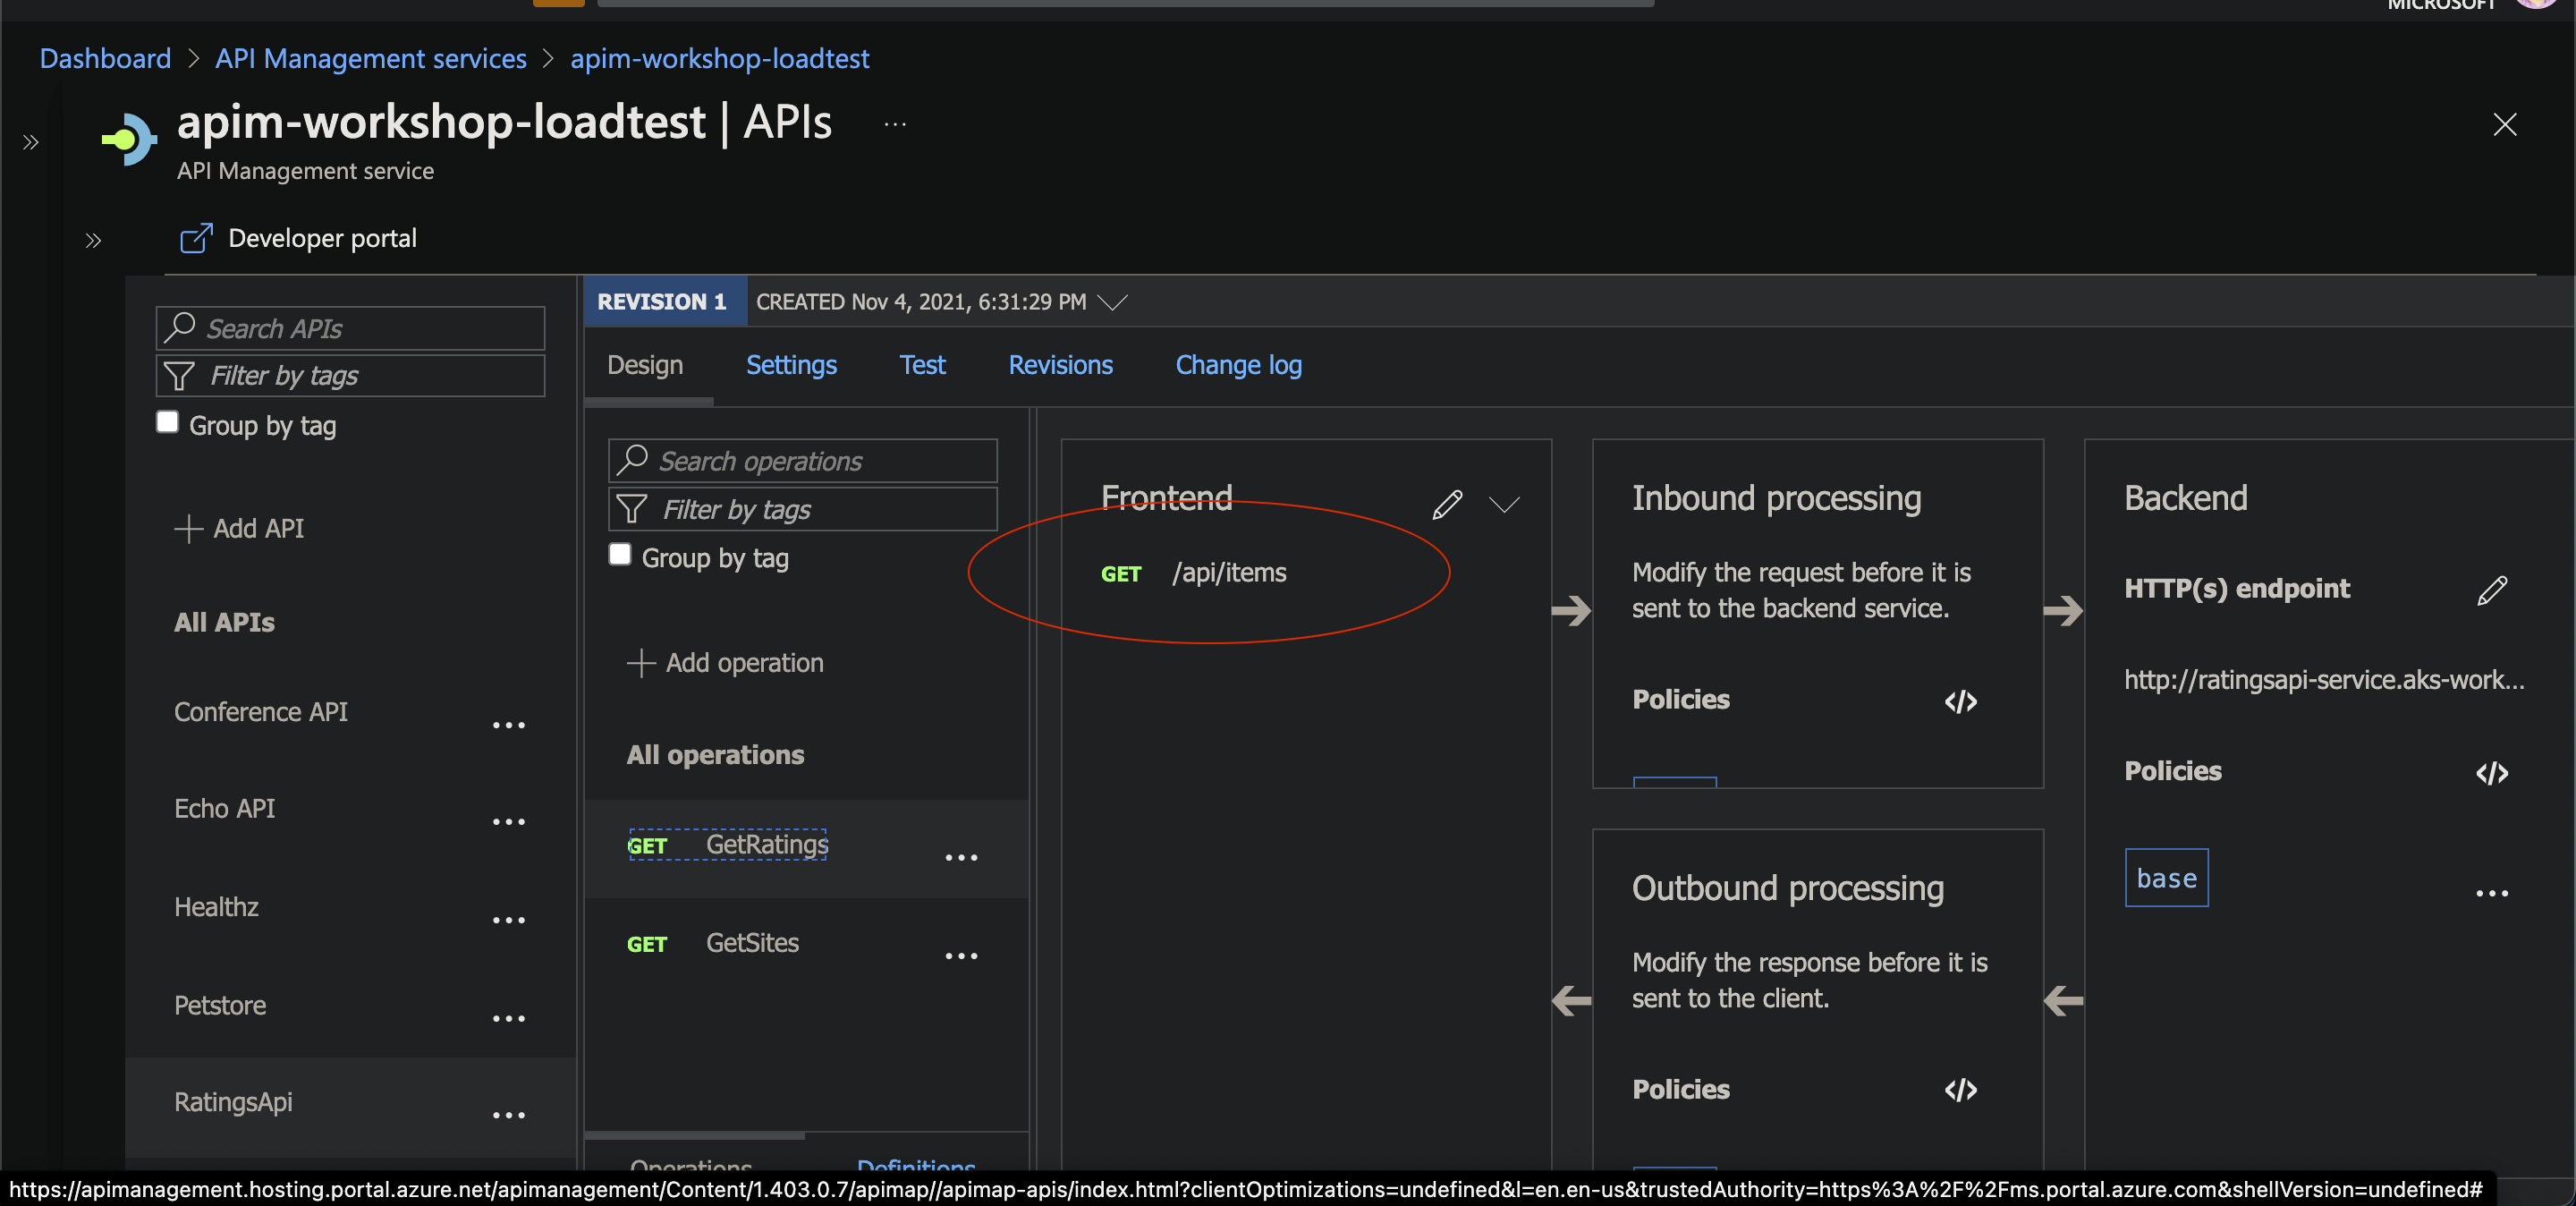 MICROSOFT
Dashboard > API Management services > apim-workshop-loadtest
apim-workshop-loadtest | APIs ...
API Management service
Developer portal
Search APIs
Filter by tags
Group by tag
+ Add API
All APIs
Conference API ...
Echo API ...
Healthz ...
Petstore ...
RatingsApi ...
REVISION 1 CREATED Nov 4, 2021, 6:31:29 PM
Design Settings Test Revisions Change log
Search operations
Filter by tags
Group by tag
+ Add operation
All operations
GET GetRatings ...
GET GetSites ...
Operations Definitions
Frontend
GET /api/items
Inbound processing
Modify the request before it is
sent to the backend service.
Policies </>
Outbound processing
Modify the response before it is
sent to the client.
Policies </>
Backend
HTTP(s) endpoint
http://ratingsapi-service.aks-work...
Policies </>
base ...
https://apimanagement.hosting.portal.azure.net/apimanagement/Content/1.403.0.7/apimap//apimap-apis/index.html?clientOptimizations=undefined&l=en.en-us&trustedAuthority=https%3A%2F%2Fms.portal.azure.com&shellVersion=undefined#